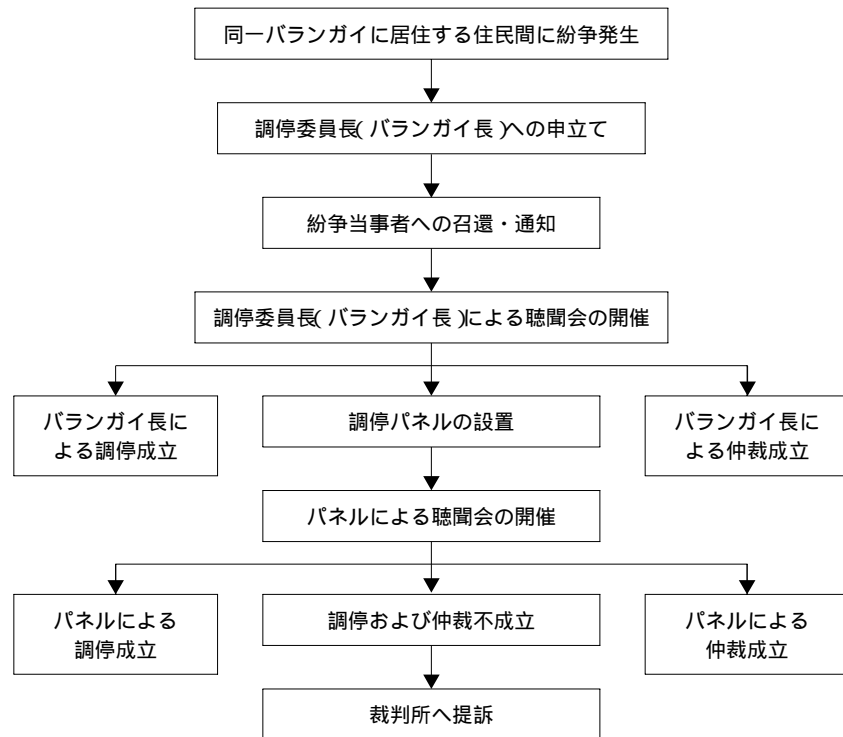 同一バランガイに居住する住民間に紛争発生
調停委員長(バランガイ長)への申立て
紛争当事者への召還・通知
調停委員長(バランガイ長)による聴聞会の開催
バランガイ長に
よる調停成立
調停パネルの設置
バランガイ長に
よる仲裁成立
パネルによる聴聞会の開催
パネルによる
調停成立
調停および仲裁不成立
パネルによる
仲裁成立
裁判所へ提訴